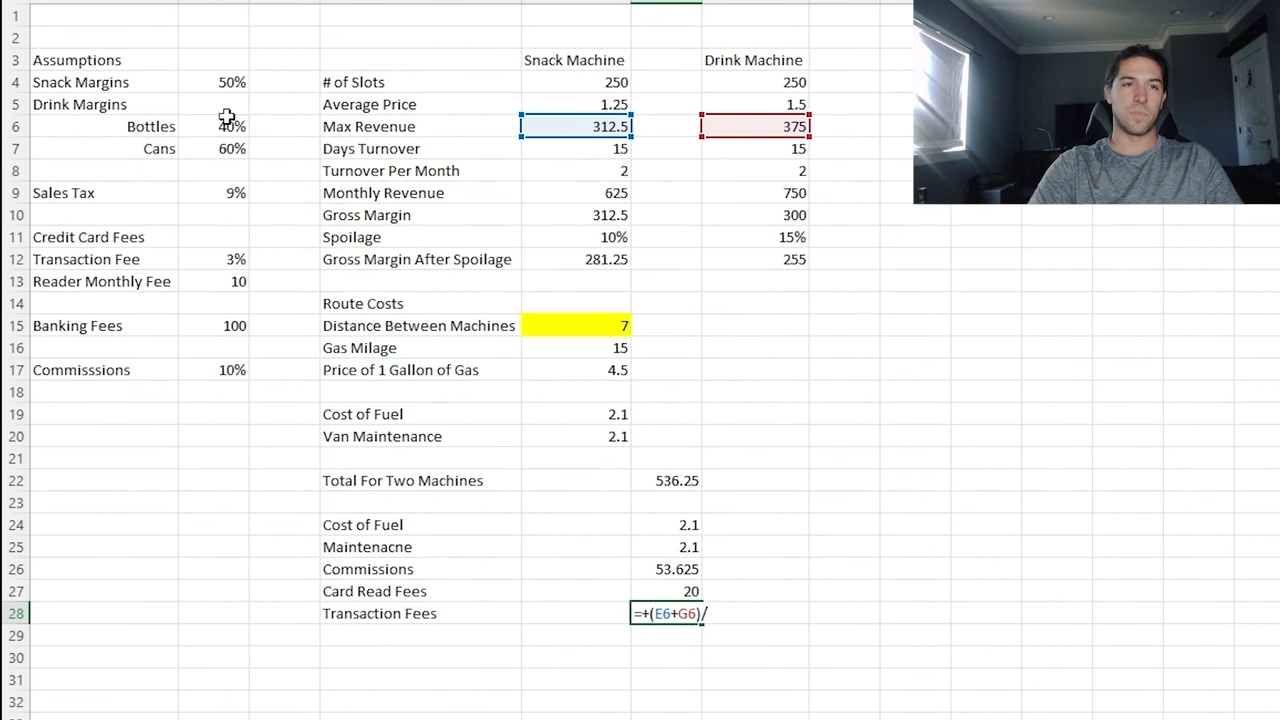 1
2
3 Assumptions Snack Machine Drink Machine
4 Snack Margins 50% # of Slots 250 250
5 Drink Margins Average Price 1.25 1.5
6 Bottles 40% Max Revenue 312.5 375
7 Cans 60% Days Turnover 15 15
8 Turnover Per Month 2 2
9 Sales Tax 9% Monthly Revenue 625 750
10 Gross Margin 312.5 300
11 Credit Card Fees Spoilage 10% 15%
12 Transaction Fee 3% Gross Margin After Spoilage 281.25 255
13 Reader Monthly Fee 10
14 Route Costs
15 Banking Fees 100 Distance Between Machines 7
16 Gas Milage 15
17 Commisssions 10% Price of 1 Gallon of Gas 4.5
18
19 Cost of Fuel 2.1
20 Van Maintenance 2.1
21
22 Total For Two Machines 536.25
23
24 Cost of Fuel 2.1
25 Maintenacne 2.1
26 Commissions 53.625
27 Card Read Fees 20
28 Transaction Fees =+(E6+G6)/
29
30
31
32